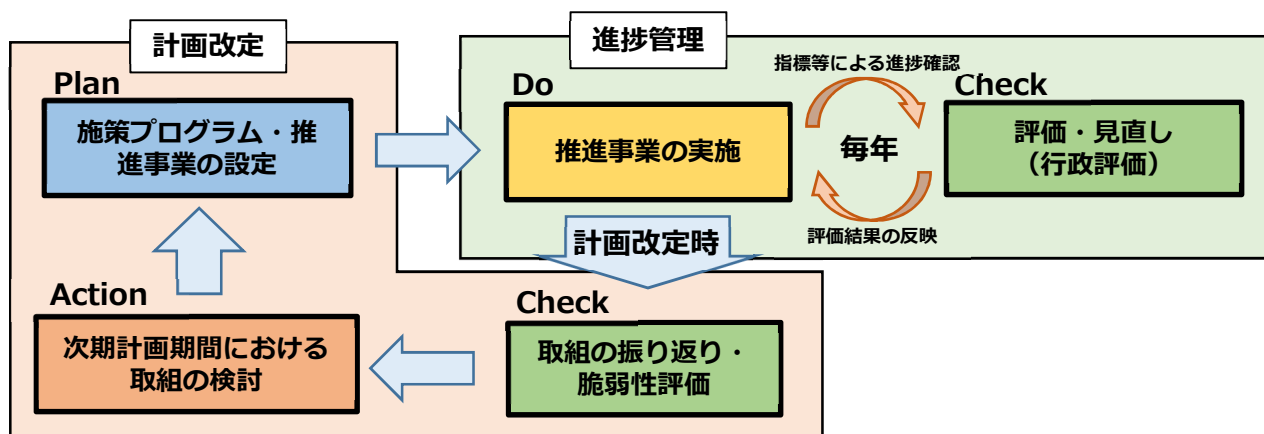 計画改定
Plan
施策プログラム・推
進事業の設定
進捗管理
Do
推進事業の実施
指標等による進捗確認
毎年
評価結果の反映
Check
評価・見直し
（行政評価）
計画改定時
Check
取組の振り返り・
脆弱性評価
Action
次期計画期間における
取組の検討